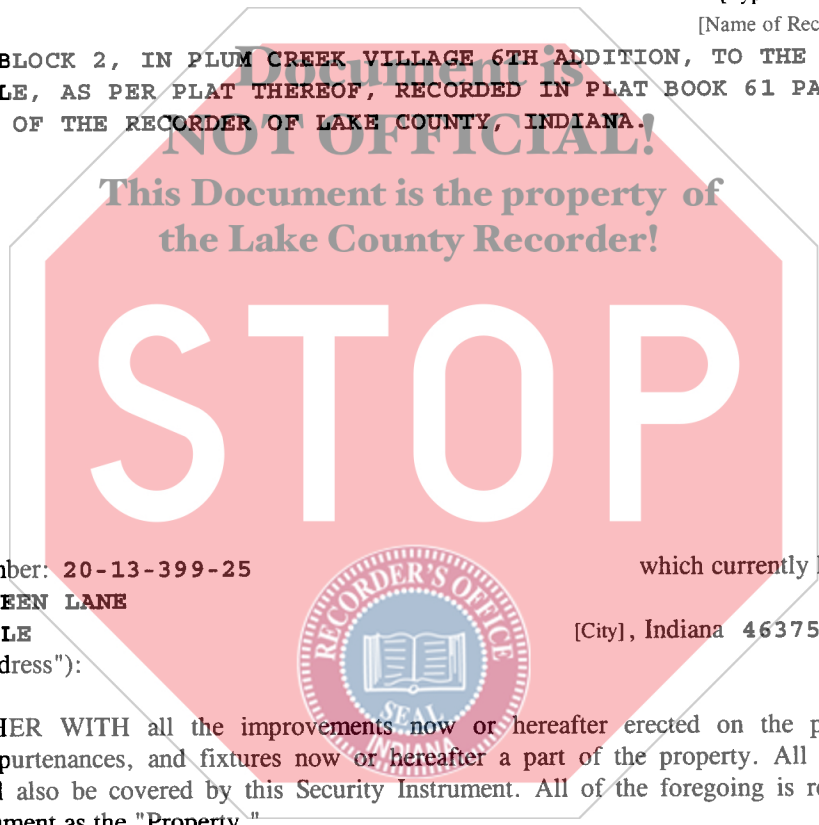 [Name of Rec
BLOCK 2, IN PLUM CREEK VILLAGE 6TH ADDITION, TO THE
LE, AS PER PLAT THEREOF, RECORDED IN PLAT BOOK 61 PA
OF THE RECORDER OF LAKE COUNTY, INDIANA.
Document is
NOT OFFICIAL!
This Document is the property of
the Lake County Recorder!
STOP
nber: 20-13-399-25 which currently
EEN LANE
LE [City], Indiana 46375
dress"):
RECORDER'S OFFICE
SEAL
INDIANA
HER WITH all the improvements now or hereafter erected on the p
purtenances, and fixtures now or hereafter a part of the property. All
also be covered by this Security Instrument. All of the foregoing is re
ument as the "Property."